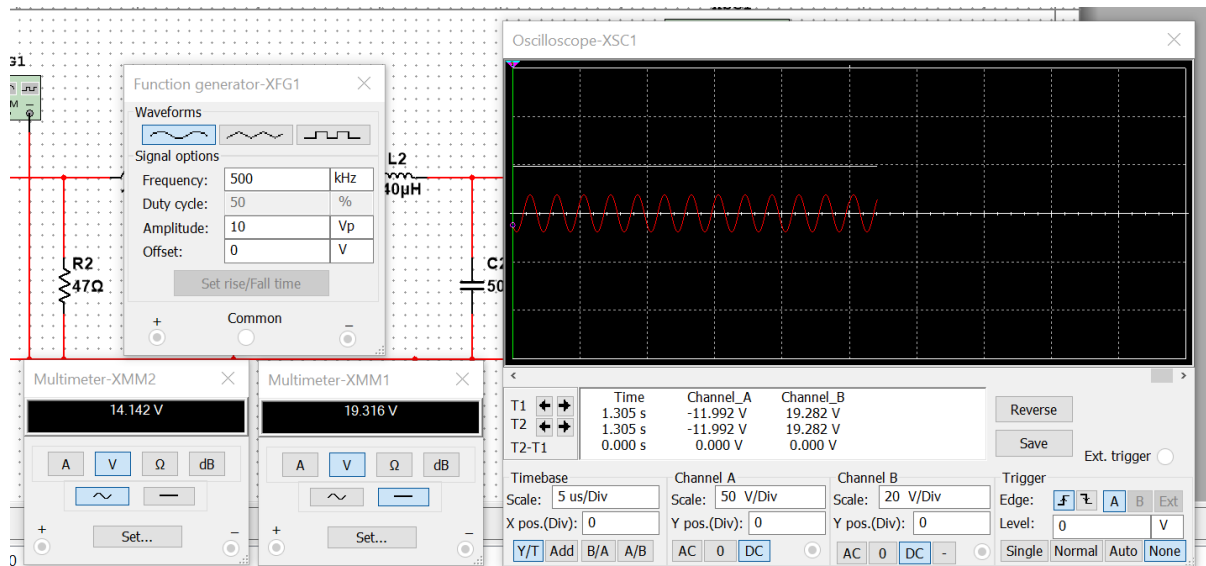 Oscilloscope-XSC1
Function generator-XFG1
Waveforms
Signal options
Frequency: 500 kHz
Duty cycle: 50 %
Amplitude: 10 Vp
Offset: 0 V
Set rise/Fall time
+ Common −
L2
40µH
R2
47Ω
50
Multimeter-XMM2
14.142 V
A V Ω dB
+ Set... −
Multimeter-XMM1
19.316 V
A V Ω dB
+ Set... −
Time Channel_A Channel_B
T1 1.305 s -11.992 V 19.282 V
T2 1.305 s -11.992 V 19.282 V
T2-T1 0.000 s 0.000 V 0.000 V
Reverse
Save
Ext. trigger
Timebase
Scale: 5 us/Div
X pos.(Div): 0
Y/T Add B/A A/B
Channel A
Scale: 50 V/Div
Y pos.(Div): 0
AC 0 DC
Channel B
Scale: 20 V/Div
Y pos.(Div): 0
AC 0 DC -
Trigger
Edge: A B Ext
Level: 0 V
Single Normal Auto None